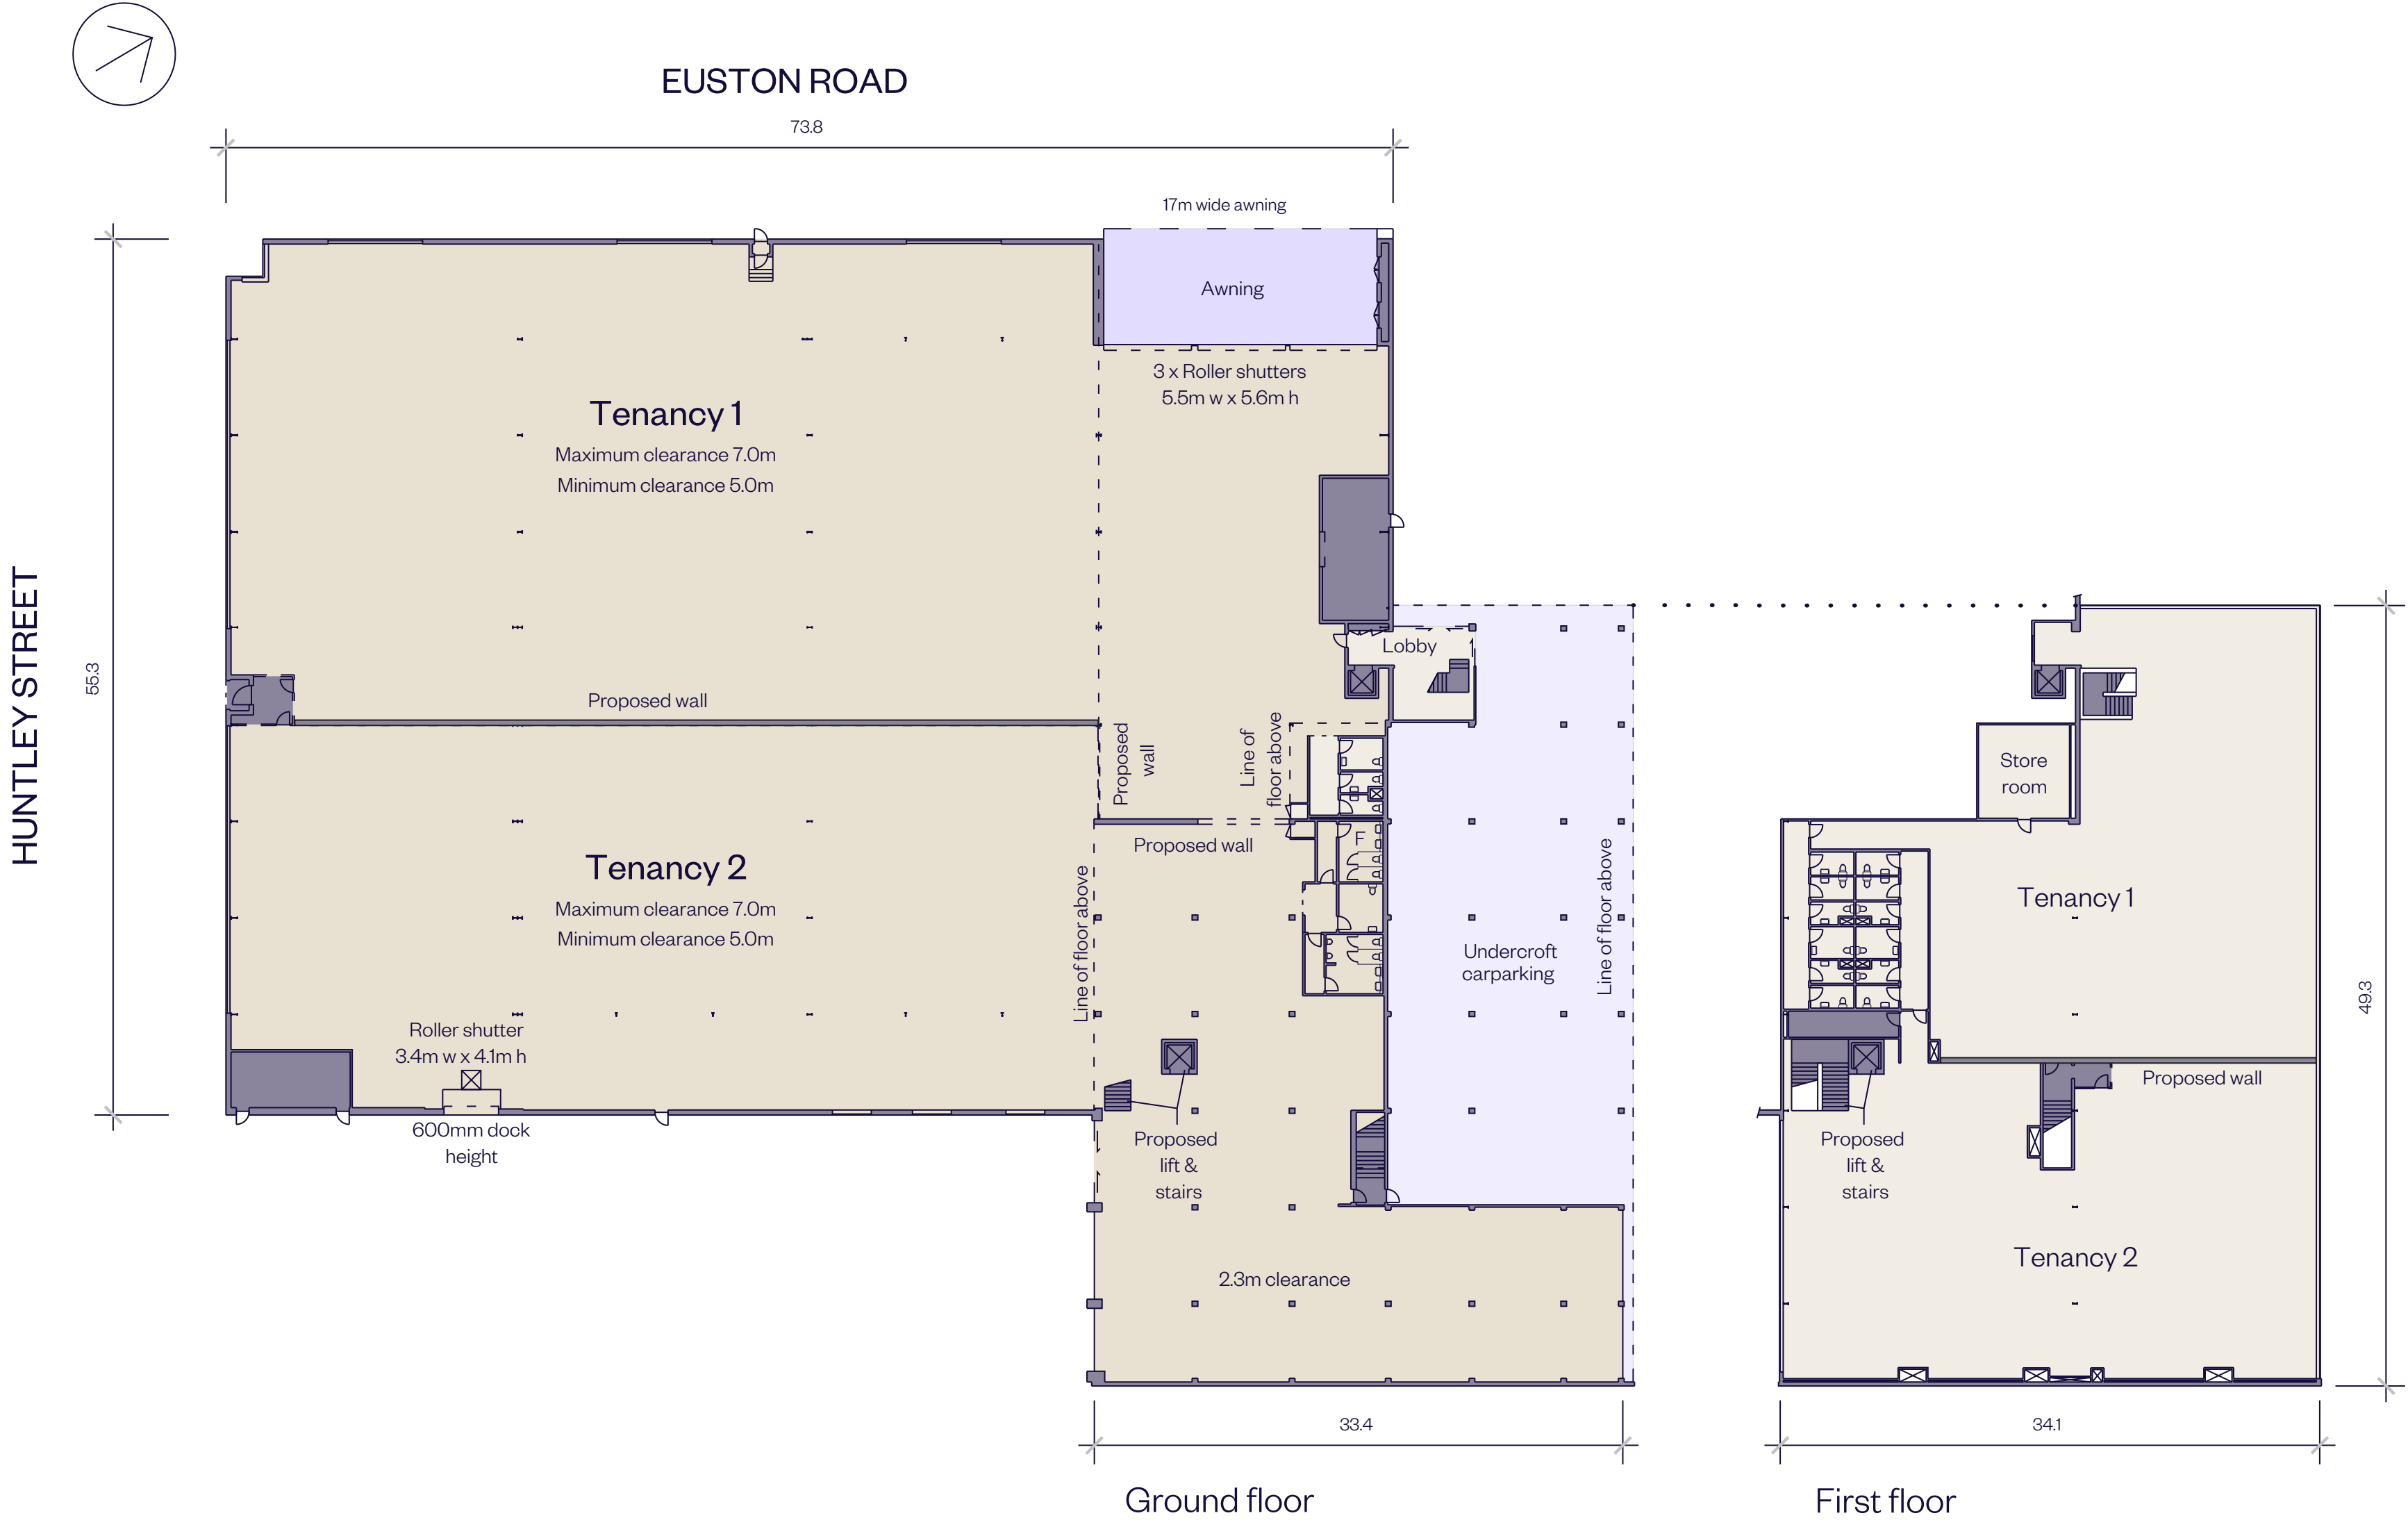 EUSTON ROAD
73.8
17m wide awning
Awning
3 x Roller shutters
5.5m w x 5.6m h
Tenancy 1
Maximum clearance 7.0m
Minimum clearance 5.0m
HUNTLEY STREET
55.3
Lobby
Proposed wall
Proposed
wall
Line of
floor above
Store
room
Proposed wall
F
Tenancy 2
Maximum clearance 7.0m
Minimum clearance 5.0m
Line of floor above
Undercroft
carparking
Line of floor above
Tenancy 1
49.3
Roller shutter
3.4m w x 4.1m h
600mm dock
height
Proposed
lift &
stairs
Proposed wall
Proposed
lift &
stairs
Tenancy 2
2.3m clearance
33.4
34.1
Ground floor
First floor